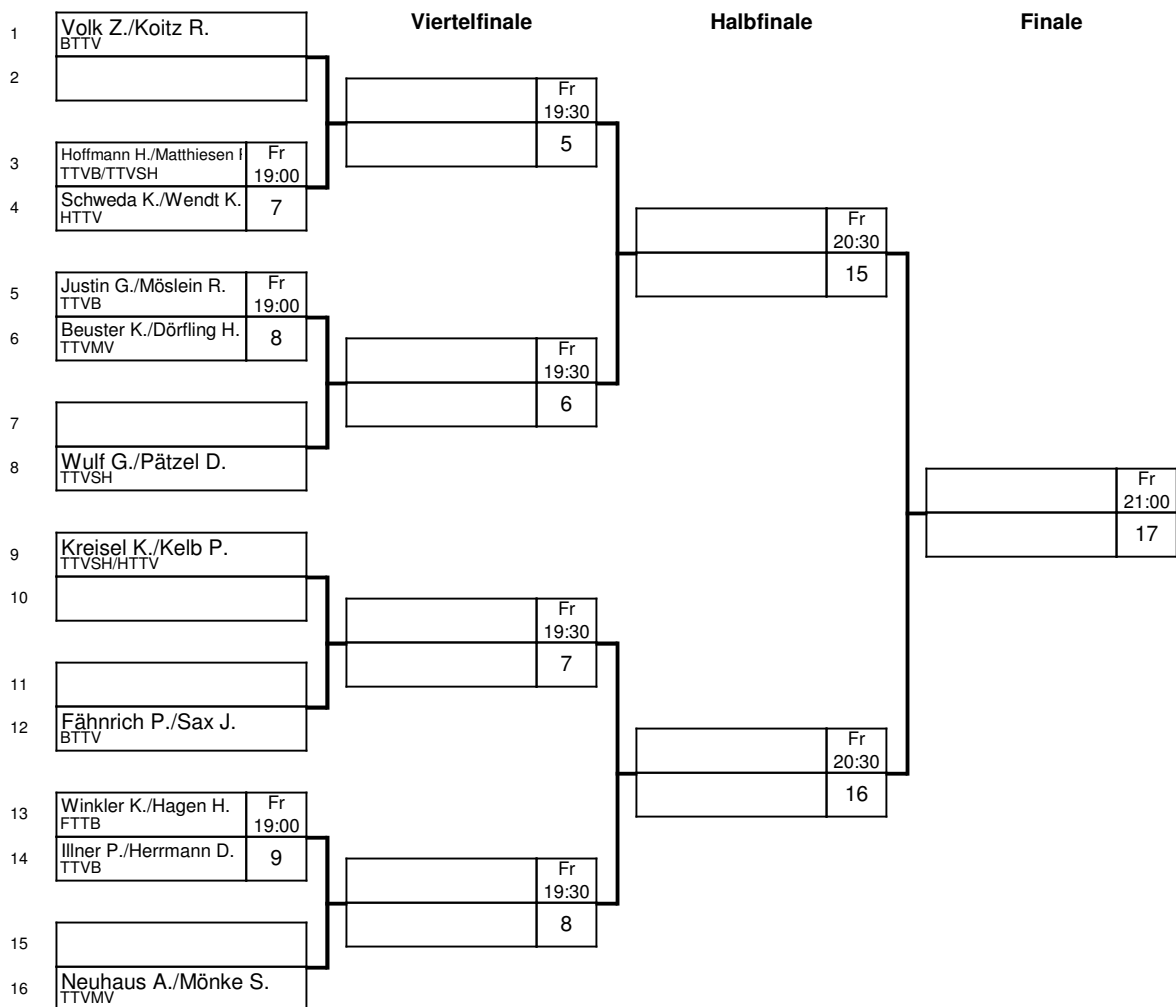 Viertelfinale Halbfinale Finale
1 Volk Z./Koitz R.
BTTV
2
Fr
19:30
5
3 Hoffmann H./Matthiesen Fr
TTVB/TTVSH 19:00
4 Schweda K./Wendt K. 7
HTTV
Fr
20:30
15
5 Justin G./Möslein R. Fr
TTVB 19:00
6 Beuster K./Dörfling H. 8
TTVMV
Fr
19:30
6
7
8 Wulf G./Pätzel D.
TTVSH
Fr
21:00
17
9 Kreisel K./Kelb P.
TTVSH/HTTV
10
Fr
19:30
7
11
12 Fähnrich P./Sax J.
BTTV
Fr
20:30
16
13 Winkler K./Hagen H. Fr
FTTB 19:00
14 Illner P./Herrmann D. 9
TTVB
Fr
19:30
8
15
16 Neuhaus A./Mönke S.
TTVMV